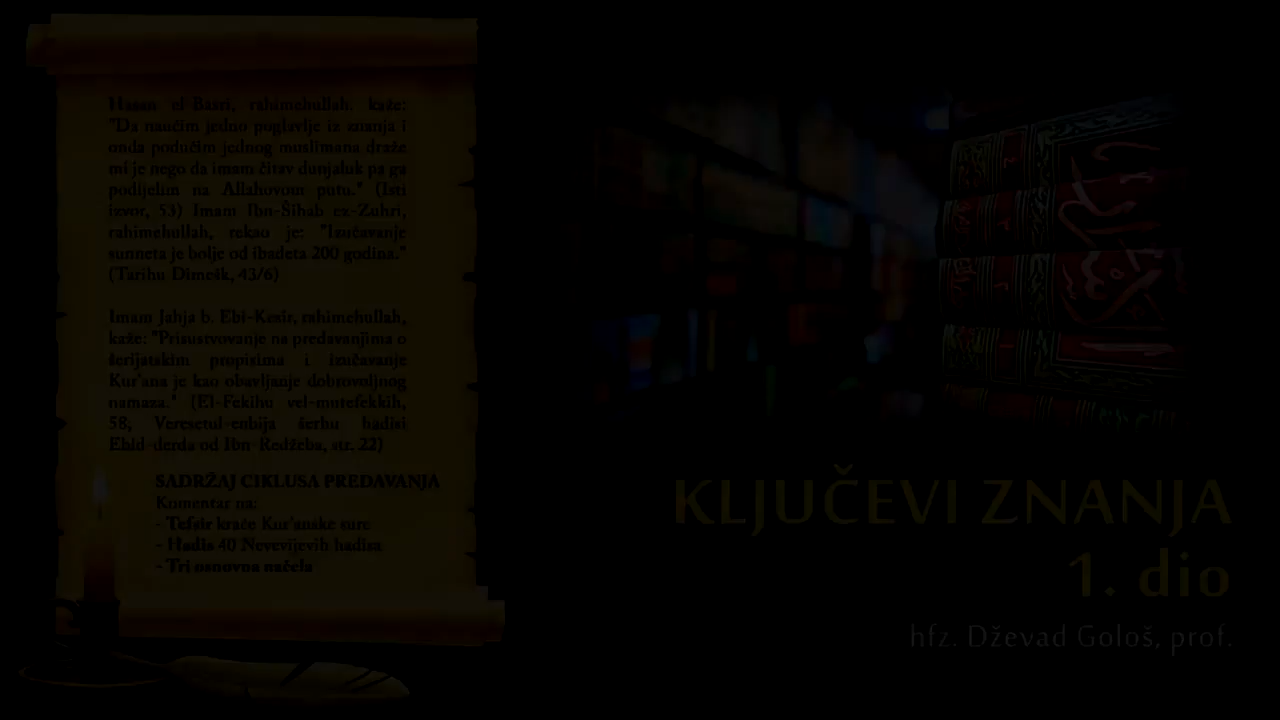 Hasan el-Basri, rahimehullah, kaže:
"Da naučim jedno poglavlje iz znanja i
onda podučim jednog muslimana draže
mi je nego da imam čitav dunjaluk pa ga
podijelim na Allahovom putu." (Isti
izvor, 53) Imam Ibn-Šihab ez-Zuhri,
rahimehullah, rekao je: "Izučavanje
sunneta je bolje od ibadeta 200 godina."
(Tarihu Dimešk, 43/6)
Imam Jahja b. Ebi-Kesir, rahimehullah,
kaže: "Prisustvovanje na predavanjima o
šerijatskim propisima i izučavanje
Kur'ana je kao obavljanje dobrovoljnog
namaza." (El-Fekihu vel-mutefekkih,
58, Veresetul-enbija šerhu hadisi
Ebid-derda od Ibn-Redžeba, str. 22)
SADRŽAJ CIKLUSA PREDAVANJA
Komentar na:
- Tefsir kraće Kur'anske sure
- Hadis 40 Nevevijevih hadisa
- Tri osnovna načela
KLJUČEVI ZNANJA
1. dio
hfz. Dževad Gološ, prof.